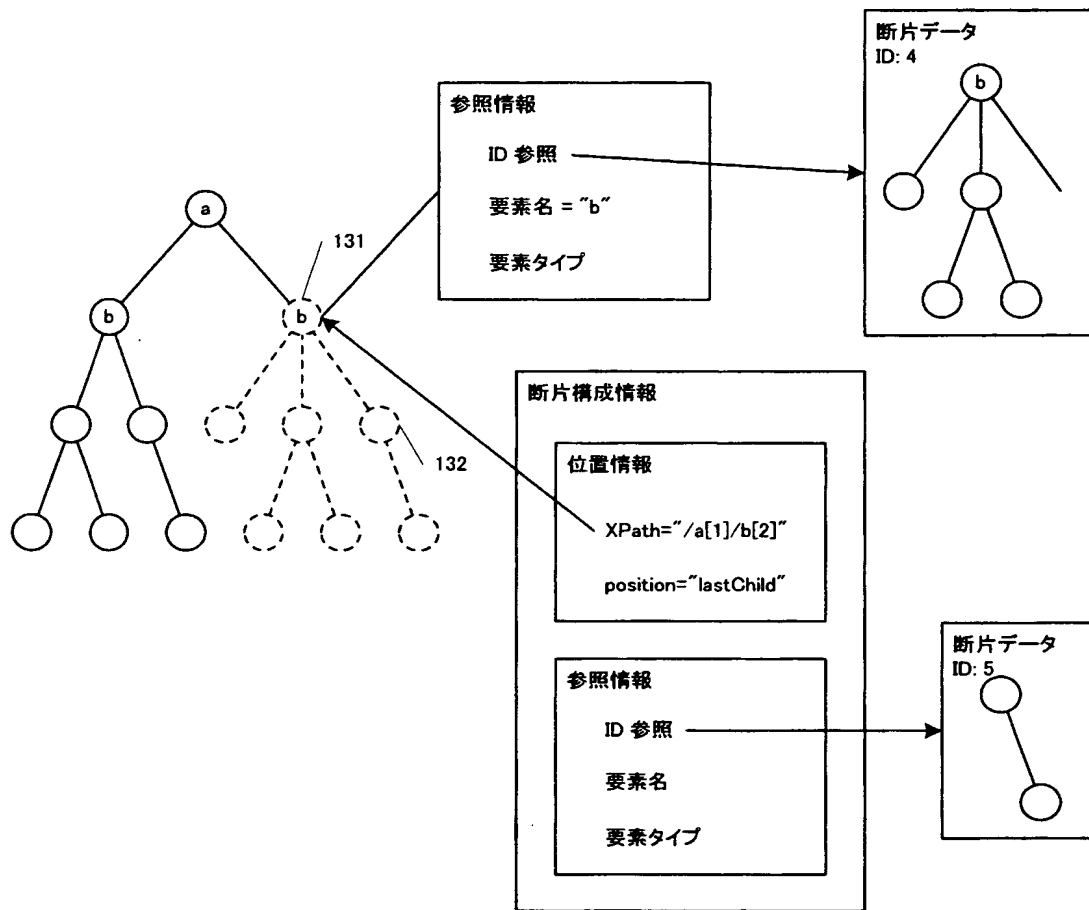 断片データ
ID: 4
b
参照情報
ID 参照
要素名 = "b"
要素タイプ
a
131
b
b
132
断片構成情報
位置情報
XPath="/a[1]/b[2]"
position="lastChild"
参照情報
ID 参照
要素名
要素タイプ
断片データ
ID: 5